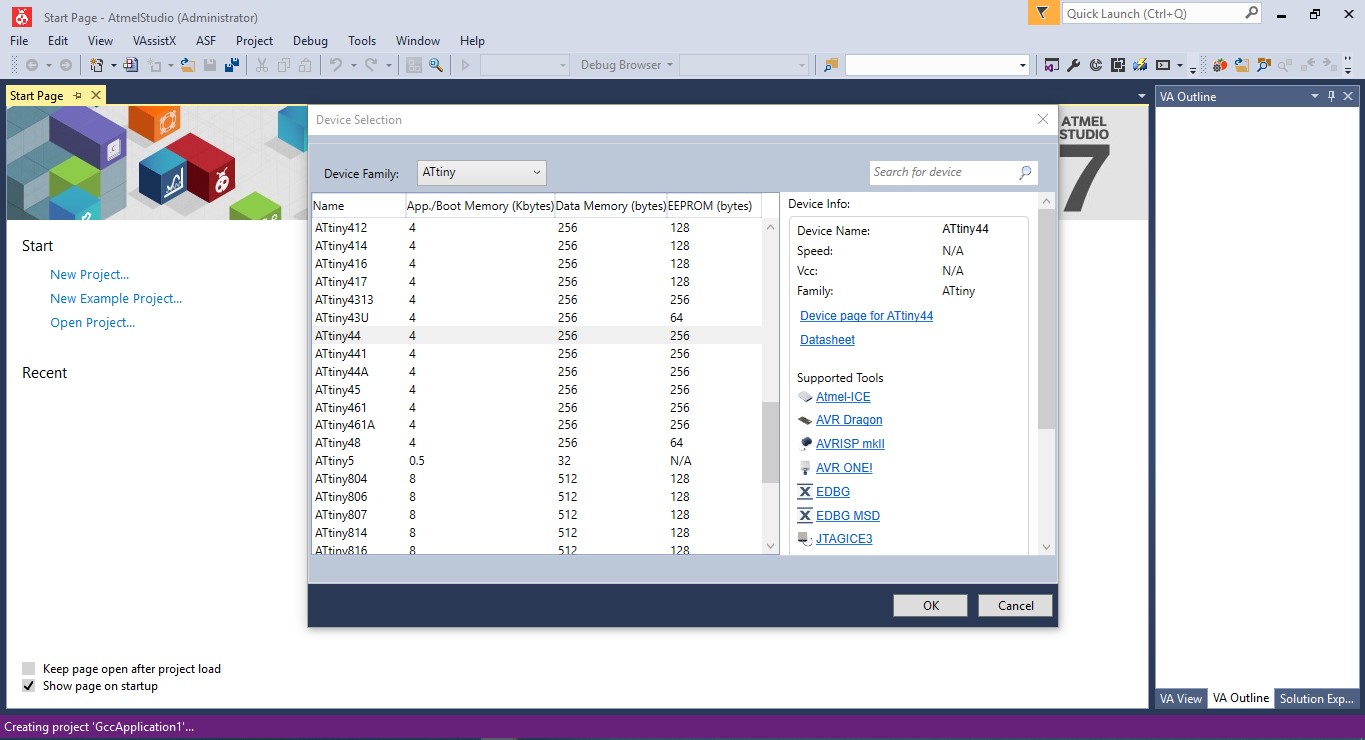 Start Page - AtmelStudio (Administrator)
Quick Launch (Ctrl+Q)
File Edit View VAssistX ASF Project Debug Tools Window Help
Debug Browser
Start Page
VA Outline
ATMEL
STUDIO
7
Start
New Project...
New Example Project...
Open Project...
Recent
Keep page open after project load
Show page on startup
Device Selection
Device Family: ATtiny
Search for device
Name App./Boot Memory (Kbytes) Data Memory (bytes) EEPROM (bytes)
ATtiny412 4 256 128
ATtiny414 4 256 128
ATtiny416 4 256 128
ATtiny417 4 256 128
ATtiny4313 4 256 256
ATtiny43U 4 256 64
ATtiny44 4 256 256
ATtiny441 4 256 256
ATtiny44A 4 256 256
ATtiny45 4 256 256
ATtiny461 4 256 256
ATtiny461A 4 256 256
ATtiny48 4 256 64
ATtiny5 0.5 32 N/A
ATtiny804 8 512 128
ATtiny806 8 512 128
ATtiny807 8 512 128
ATtiny814 8 512 128
ATtiny816 8 512 128
Device Info:
Device Name: ATtiny44
Speed: N/A
Vcc: N/A
Family: ATtiny
Device page for ATtiny44
Datasheet
Supported Tools
Atmel-ICE
AVR Dragon
AVRISP mkII
AVR ONE!
EDBG
EDBG MSD
JTAGICE3
OK Cancel
VA View VA Outline Solution Exp...
Creating project 'GccApplication1'...